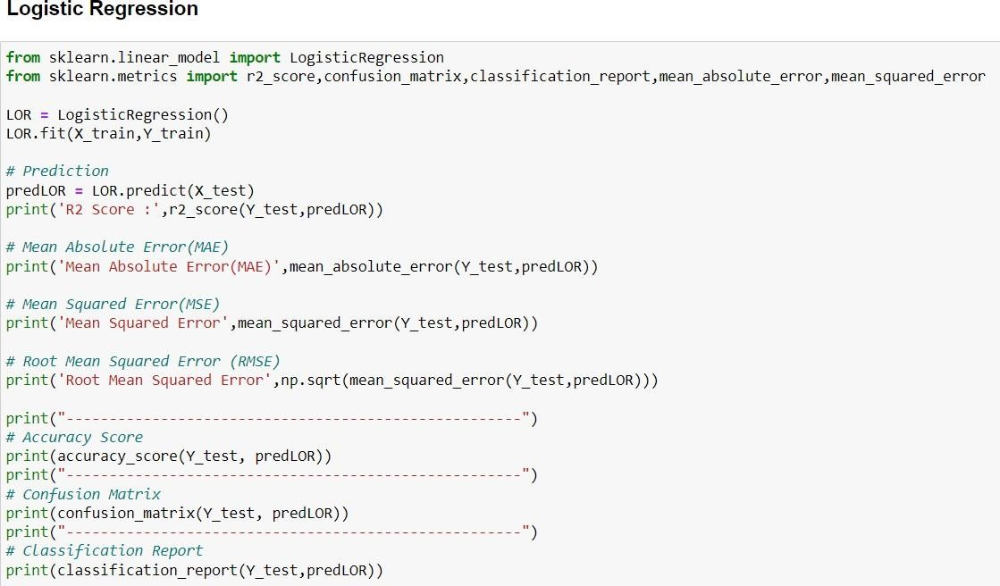 Logistic Regression
from sklearn.linear_model import LogisticRegression
from sklearn.metrics import r2_score,confusion_matrix,classification_report,mean_absolute_error,mean_squared_error
LOR = LogisticRegression()
LOR.fit(X_train,Y_train)
# Prediction
predLOR = LOR.predict(X_test)
print('R2 Score :',r2_score(Y_test,predLOR))
# Mean Absolute Error(MAE)
print('Mean Absolute Error(MAE)',mean_absolute_error(Y_test,predLOR))
# Mean Squared Error(MSE)
print('Mean Squared Error',mean_squared_error(Y_test,predLOR))
# Root Mean Squared Error (RMSE)
print('Root Mean Squared Error',np.sqrt(mean_squared_error(Y_test,predLOR)))
print("-----------------------------------------------------")
# Accuracy Score
print(accuracy_score(Y_test, predLOR))
print("-----------------------------------------------------")
# Confusion Matrix
print(confusion_matrix(Y_test, predLOR))
print("-----------------------------------------------------")
# Classification Report
print(classification_report(Y_test,predLOR))